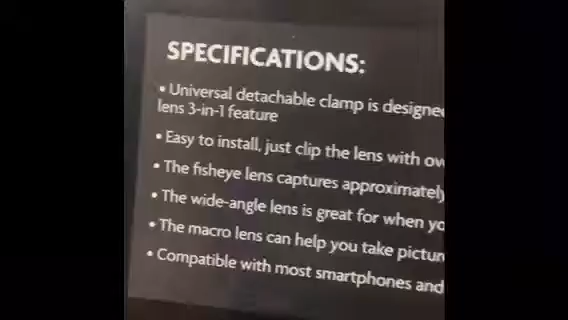 SPECIFICATIONS:
• Universal detachable clamp is designed
lens 3-in-1 feature
• Easy to install, just clip the lens with
• The fisheye lens captures approximately
• The wide-angle lens is great for when
• The macro lens can help you take
• Compatible with most smartphones and